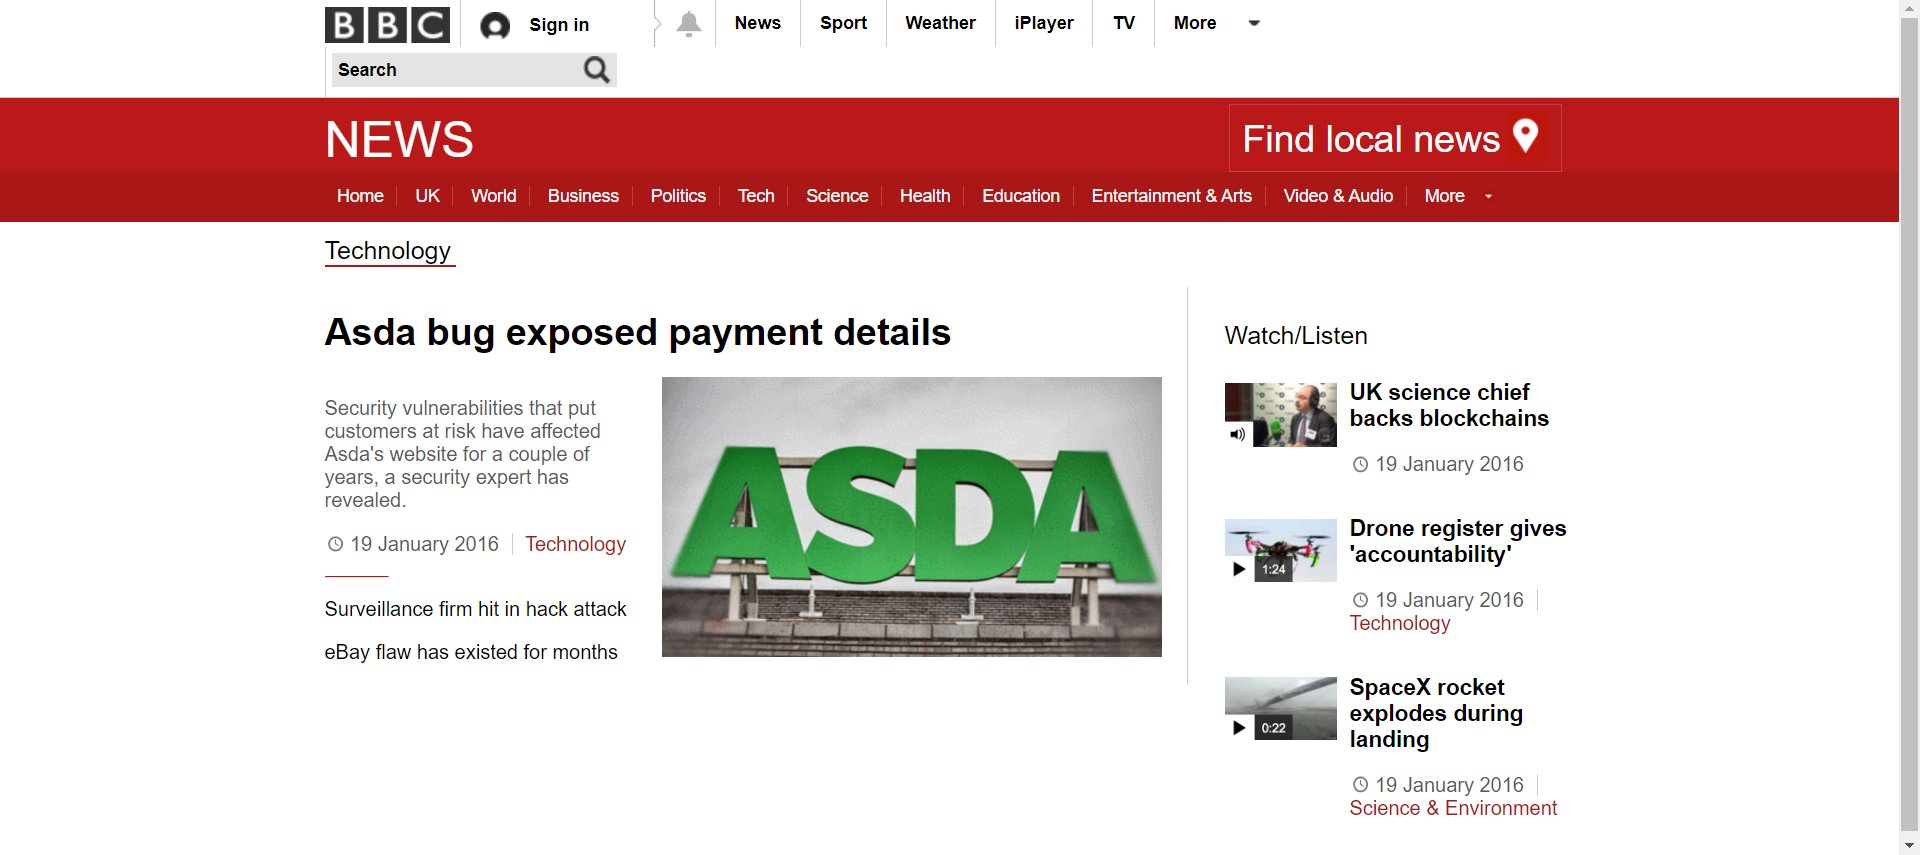 BBC
Sign in
News
Sport
Weather
iPlayer
TV
More
Search
NEWS
Find local news
Home
UK
World
Business
Politics
Tech
Science
Health
Education
Entertainment & Arts
Video & Audio
More
Technology
Asda bug exposed payment details
Security vulnerabilities that put
customers at risk have affected
Asda's website for a couple of
years, a security expert has
revealed.
19 January 2016
Technology
Surveillance firm hit in hack attack
eBay flaw has existed for months
ASDA
Watch/Listen
UK science chief
backs blockchains
19 January 2016
Drone register gives
'accountability'
1:24
19 January 2016
Technology
SpaceX rocket
explodes during
landing
0:22
19 January 2016
Science & Environment